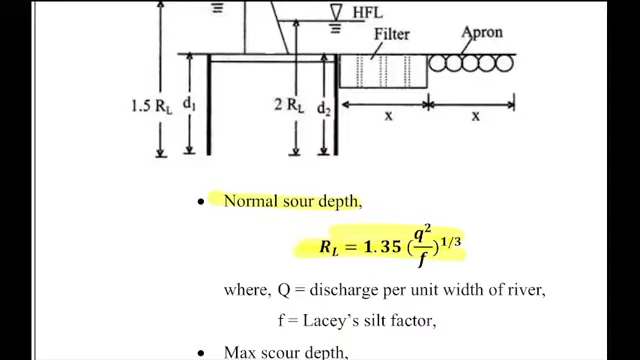 HFL
Filter
Apron
1.5 R_L
d₁
2 R_L
d₂
x
x
• Normal sour depth,
R_L = 1.35 (q²/f)^1/3
where, Q = discharge per unit width of river,
f = Lacey's silt factor,
• Max scour depth,